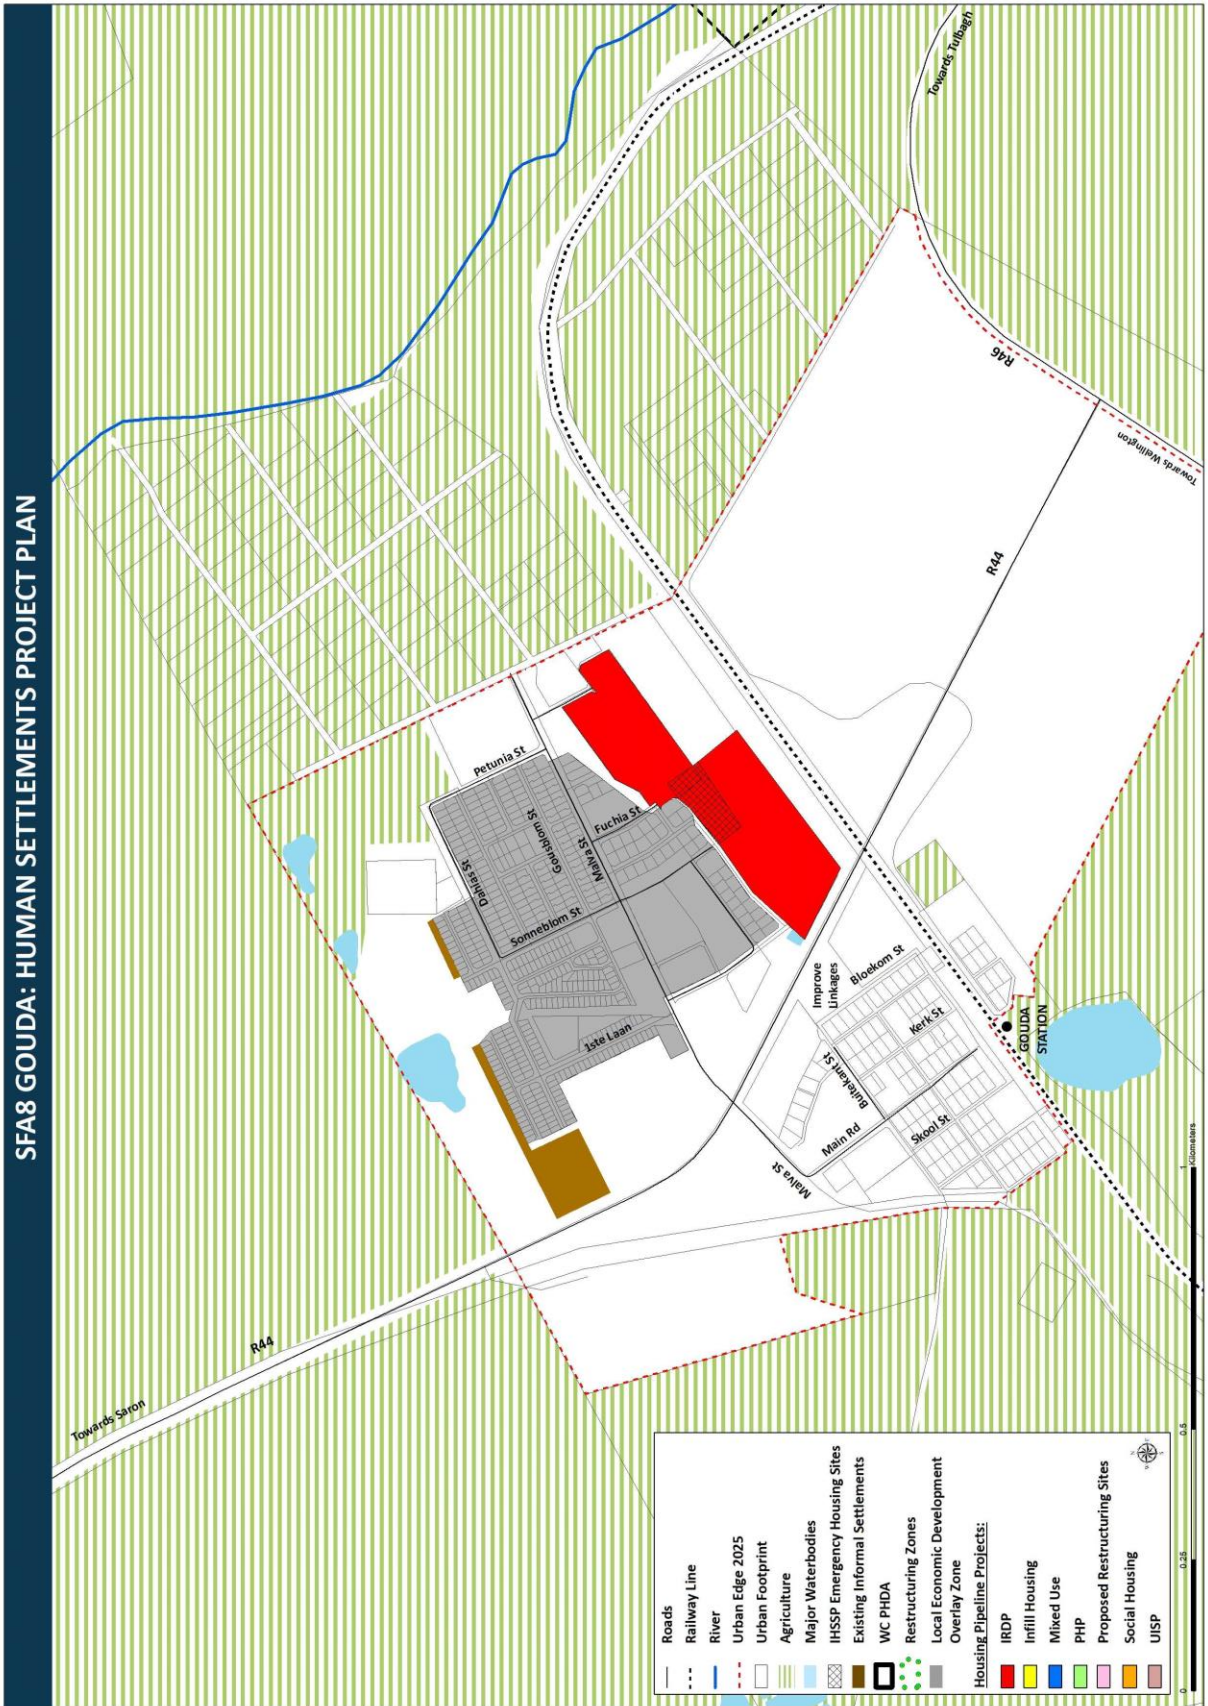 SFA8 GOUDA: HUMAN SETTLEMENTS PROJECT PLAN
Towards Saron
R44
Petunia St
Dahlias St
Gousblom St
Sonneblom St
Malva St
Fuchia St
1ste Laan
Towards Tulbagh
R46
Towards Wellington
R44
Improve
Linkages
Bloekom St
Kerk St
Buitekant St
Main Rd
Malva St
Skool St
GOUDA
STATION
Roads
Railway Line
River
Urban Edge 2025
Urban Footprint
Agriculture
Major Waterbodies
IHSSP Emergency Housing Sites
Existing Informal Settlements
WC PHDA
Restructuring Zones
Local Economic Development
Overlay Zone
Housing Pipeline Projects:
IRDP
Infill Housing
Mixed Use
PHP
Proposed Restructuring Sites
Social Housing
UISP
0
0.25
0.5
1
Kilometers